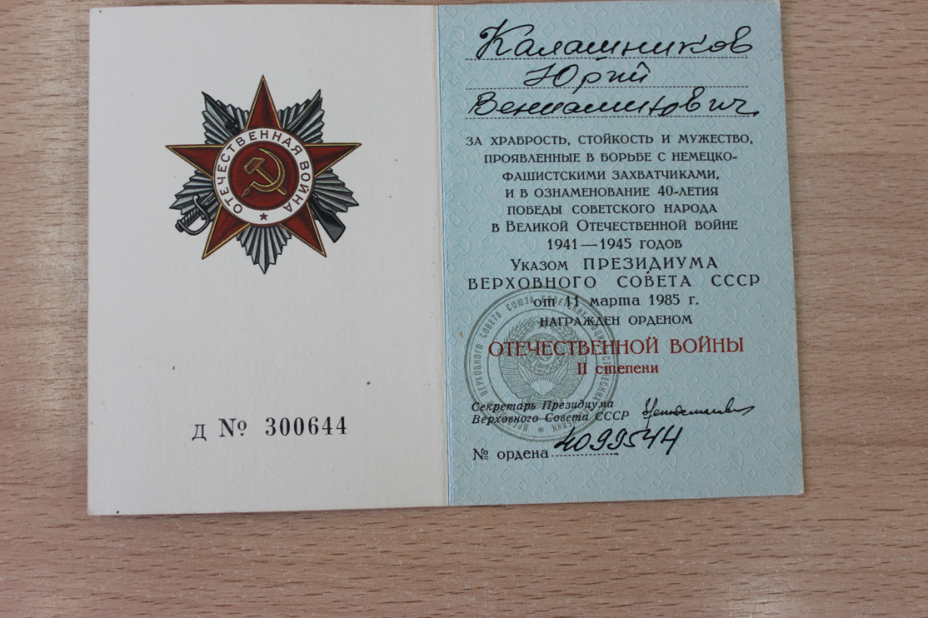 ОТЕЧЕСТВЕННАЯ ВОЙНА
Д № 300644
Калашников
Юрий
Вениаминович
ЗА ХРАБРОСТЬ, СТОЙКОСТЬ И МУЖЕСТВО,
ПРОЯВЛЕННЫЕ В БОРЬБЕ С НЕМЕЦКО-
ФАШИСТСКИМИ ЗАХВАТЧИКАМИ,
И В ОЗНАМЕНОВАНИЕ 40-ЛЕТИЯ
ПОБЕДЫ СОВЕТСКОГО НАРОДА
В ВЕЛИКОЙ ОТЕЧЕСТВЕННОЙ ВОЙНЕ
1941—1945 ГОДОВ
УКАЗОМ ПРЕЗИДИУМА
ВЕРХОВНОГО СОВЕТА СССР
от 11 марта 1985 г.
НАГРАЖДЕН ОРДЕНОМ
ОТЕЧЕСТВЕННОЙ ВОЙНЫ
II степени
Секретарь Президиума
Верховного Совета СССР
№ ордена 4099544